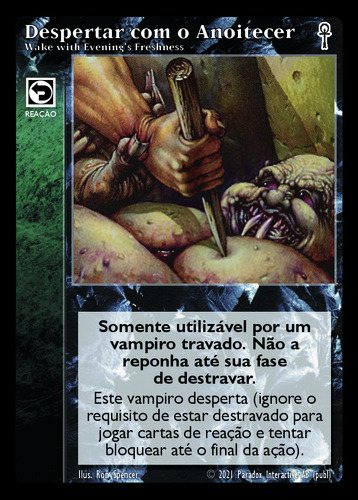 Despertar com o Anoitecer
Wake with Evening's Freshness
REAÇÃO
Somente utilizável por um
vampiro travado. Não a
reponha até sua fase
de destravar.
Este vampiro desperta (ignore o
requisito de estar destravado para
jogar cartas de reação e tentar
bloquear até o final da ação).
Ilus. Ron Spencer
© 2021 Paradox Interactive AB (publ)